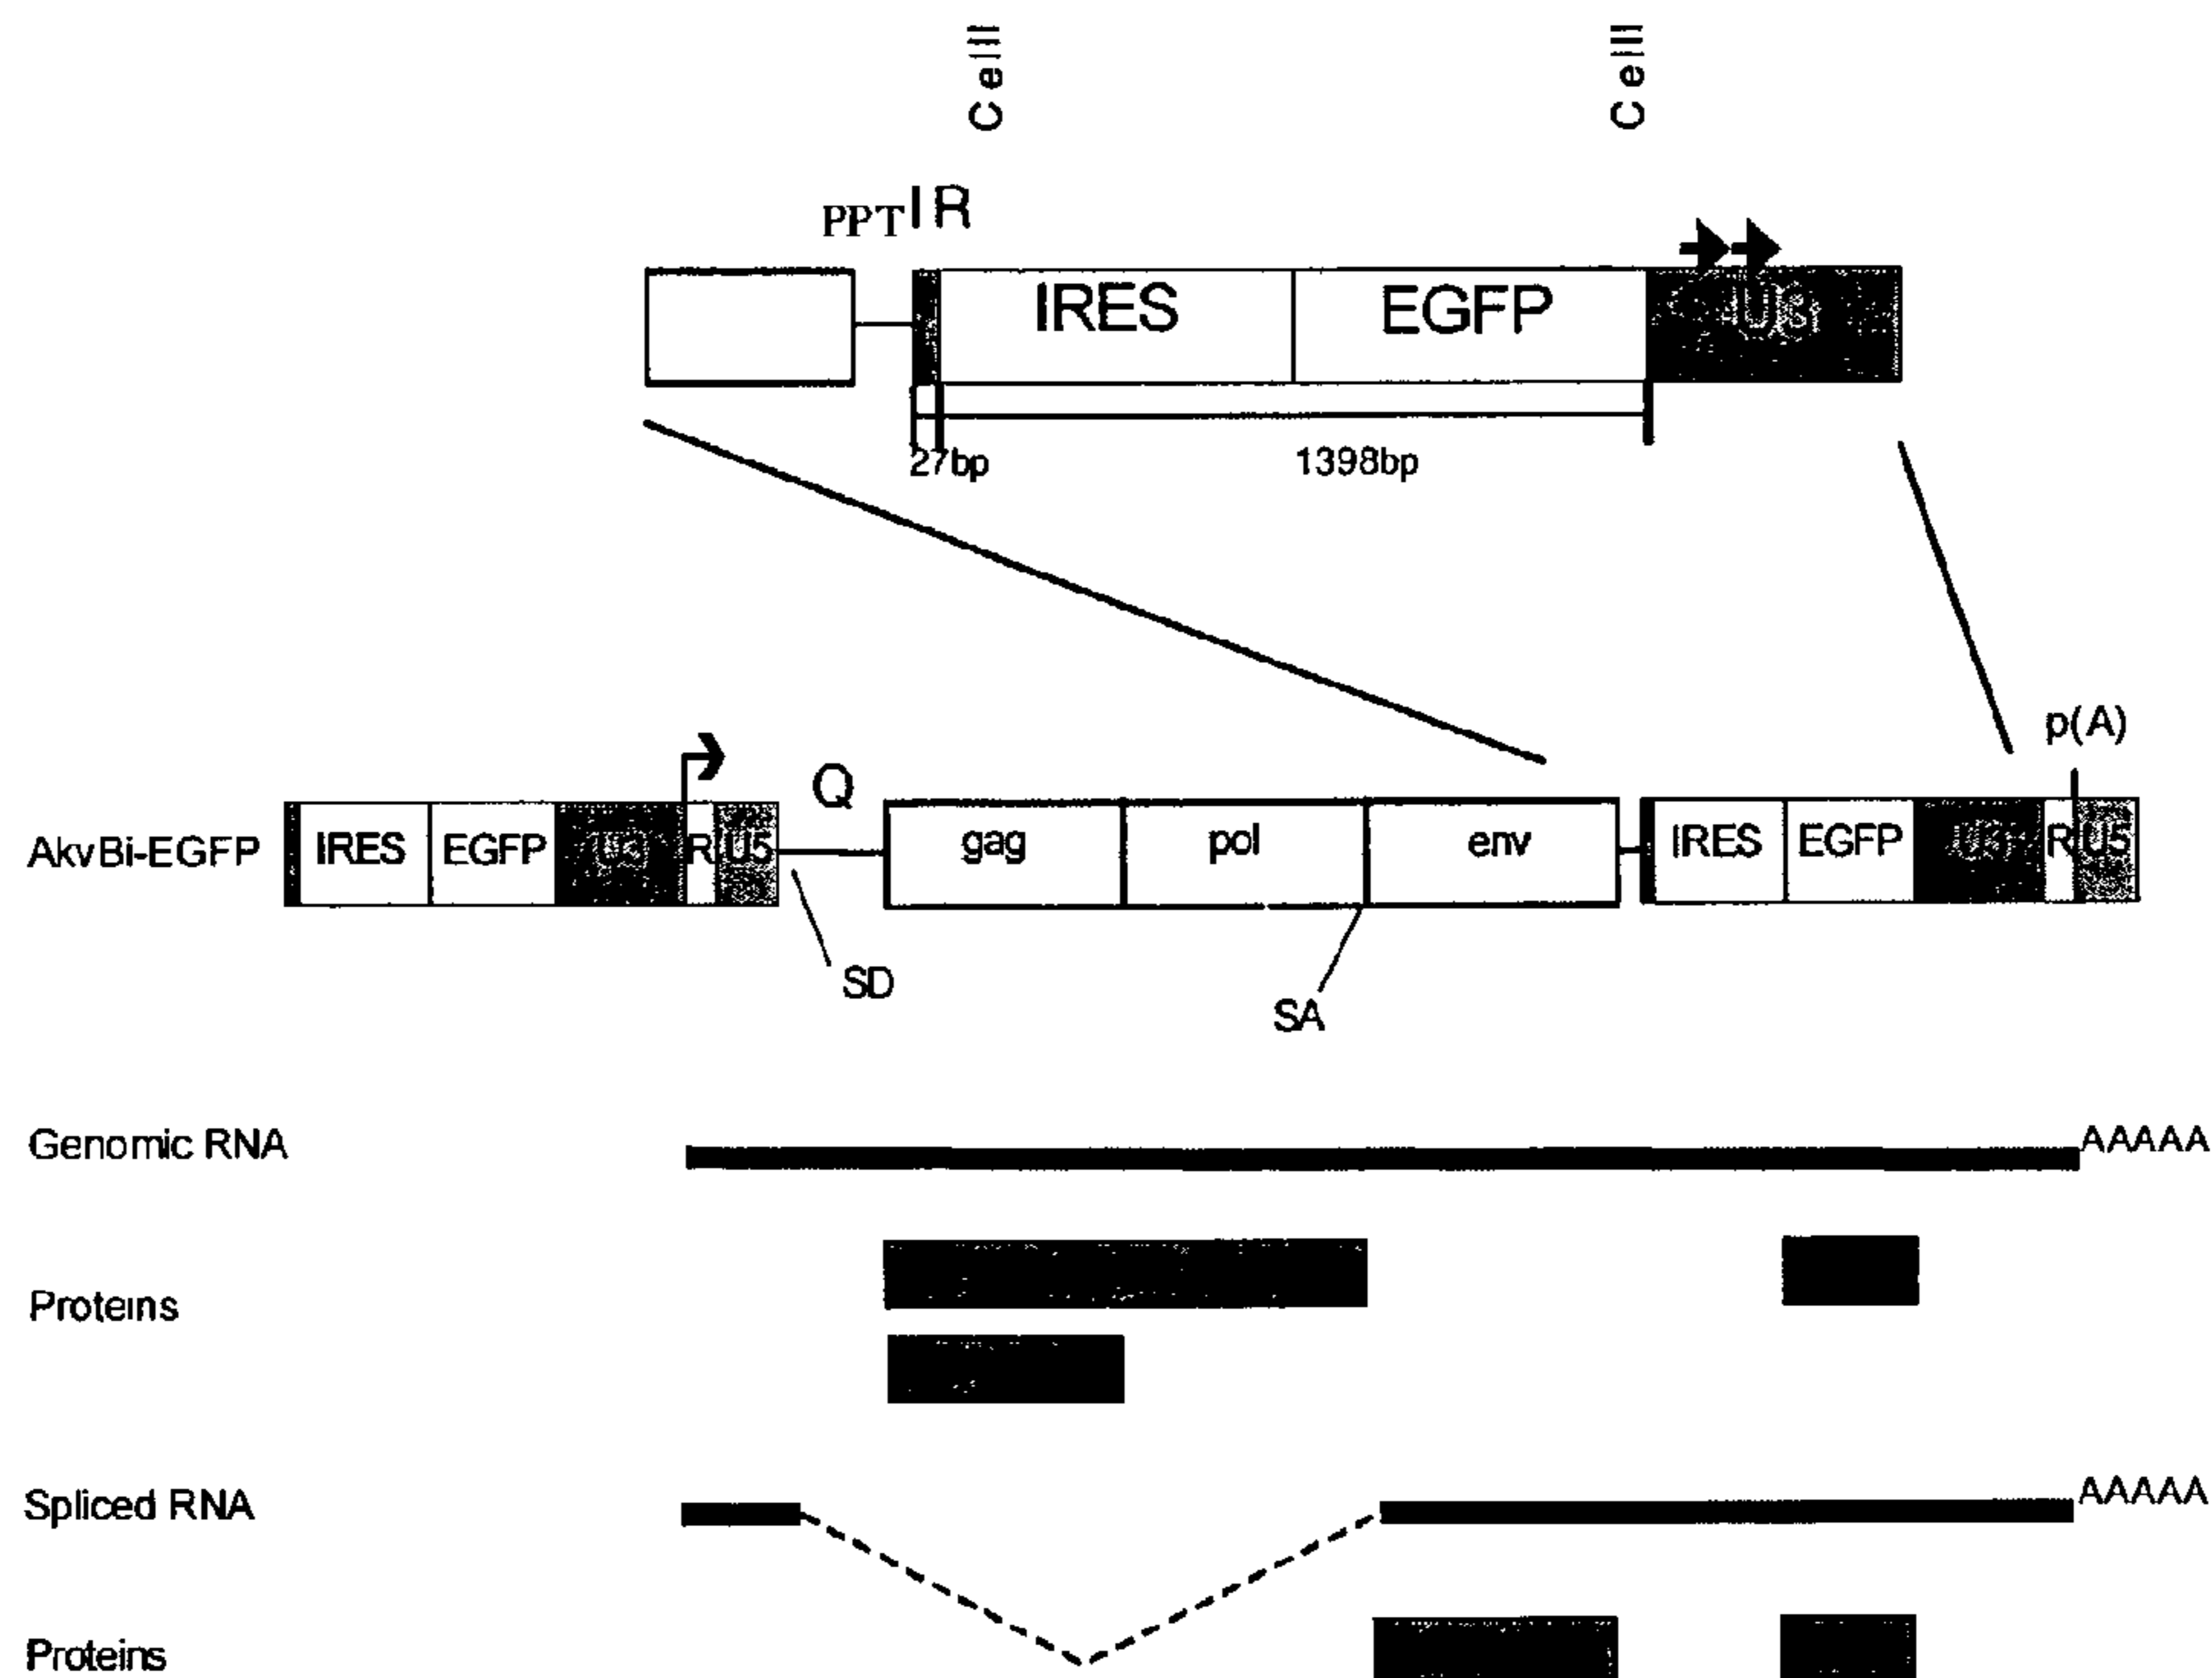 CelII
CelII
PPT IR
IRES
EGFP
U3
27bp
1398bp
p(A)
Q
AkvBi-EGFP
IRES
EGFP
U3
R
U5
gag
pol
env
IRES
EGFP
U3
R
U5
SD
SA
Genomic RNA
AAAAA
Proteins
Spliced RNA
AAAAA
Proteins